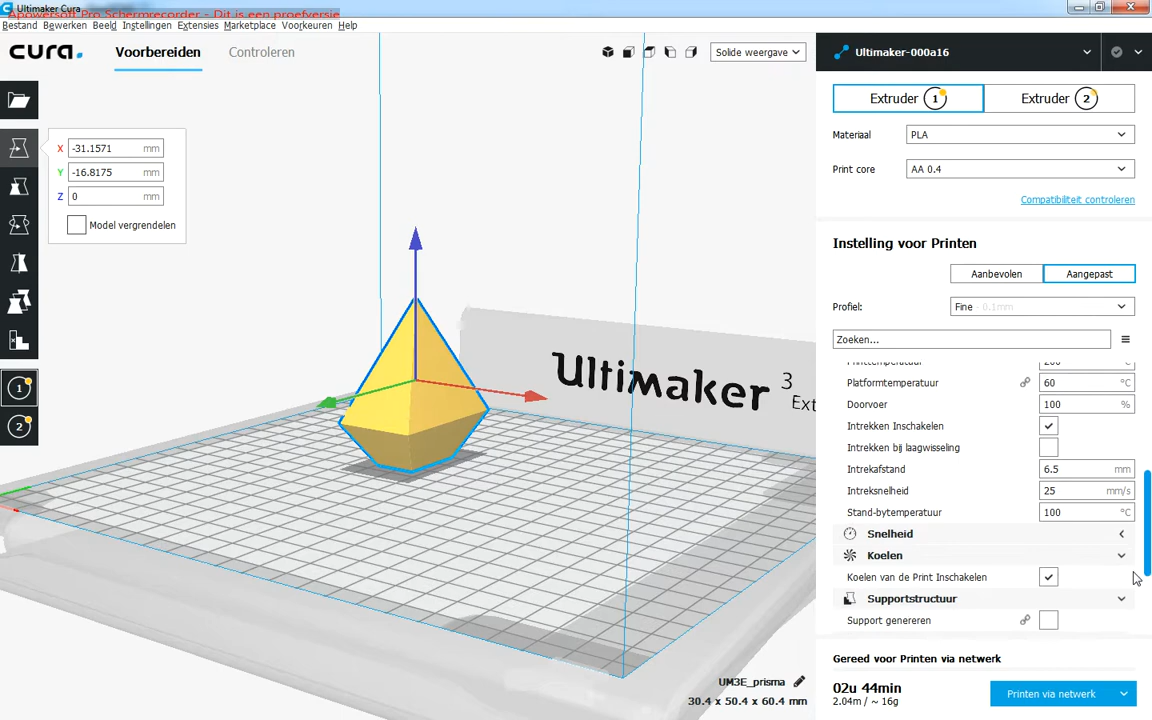 Ultimaker Cura
Apowersoft Pro Schermrecorder - Dit is een proefversie
Bestand Bewerken Beeld Instellingen Extensies Marketplace Voorkeuren Help
cura.
Voorbereiden
Controleren
Solide weergave
Ultimaker-000a16
X -31.1571 mm
Y -16.8175 mm
Z 0 mm
Model vergrendelen
1
2
Ultimaker 3
Ext
Extruder 1
Extruder 2
Materiaal PLA
Print core AA 0.4
Compatibiliteit controleren
Instelling voor Printen
Aanbevolen Aangepast
Profiel: Fine - 0.1mm
Zoeken...
Printtemperatuur 200 °C
Platformtemperatuur 60 °C
Doorvoer 100 %
Intrekken Inschakelen
Intrekken bij laagwisseling
Intrekafstand 6.5 mm
Intreksnelheid 25 mm/s
Stand-bytemperatuur 100 °C
Snelheid
Koelen
Koelen van de Print Inschakelen
Supportstructuur
Support genereren
UM3E_prisma
30.4 x 50.4 x 60.4 mm
Gereed voor Printen via netwerk
02u 44min
2.04m / ~ 16g
Printen via netwerk